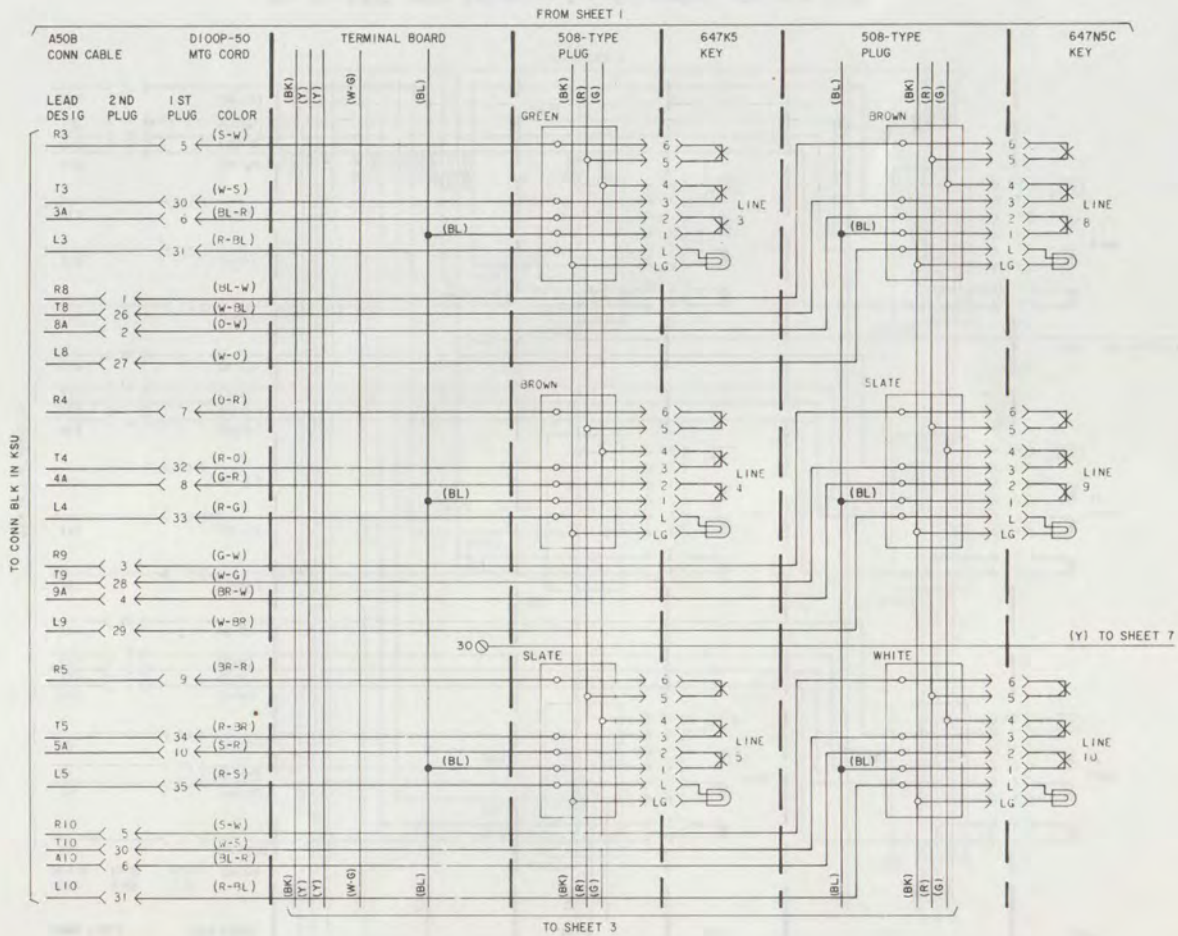 FROM SHEET 1
A50B CONN CABLE
D100P-50 MTG CORD
TERMINAL BOARD
508-TYPE PLUG
647K5 KEY
508-TYPE PLUG
647N5C KEY
(BK) (Y) (Y) (W-G) (BL) (BK) (R) (G) (BL) (BK) (R) (G)
LEAD DESIG
2ND PLUG
1ST PLUG
COLOR
TO CONN BLK IN KSU
R3 5 (S-W)
T3 30 (W-S)
3A 6 (BL-R)
L3 31 (R-BL)
(BL)
GREEN
6
5
4
3
2
1
L
LG
LINE 3
(BL)
BROWN
6
5
4
3
2
1
L
LG
LINE 8
R8 1 (BL-W)
T8 26 (W-BL)
8A 2 (O-W)
L8 27 (W-O)
R4 7 (O-R)
T4 32 (R-O)
4A 8 (G-R)
L4 33 (R-G)
(BL)
BROWN
6
5
4
3
2
1
L
LG
LINE 4
(BL)
SLATE
6
5
4
3
2
1
L
LG
LINE 9
R9 3 (G-W)
T9 28 (W-G)
9A 4 (BR-W)
L9 29 (W-BR)
30
(Y) TO SHEET 7
R5 9 (BR-R)
T5 34 (R-BR)
5A 10 (S-R)
L5 35 (R-S)
(BL)
SLATE
6
5
4
3
2
1
L
LG
LINE 5
(BL)
WHITE
6
5
4
3
2
1
L
LG
LINE 10
R10 5 (S-W)
T10 30 (W-S)
A10 6 (BL-R)
L10 31 (R-BL)
(BK) (Y) (Y) (W-G) (BL) (BK) (R) (G) (BL) (BK) (R) (G)
TO SHEET 3